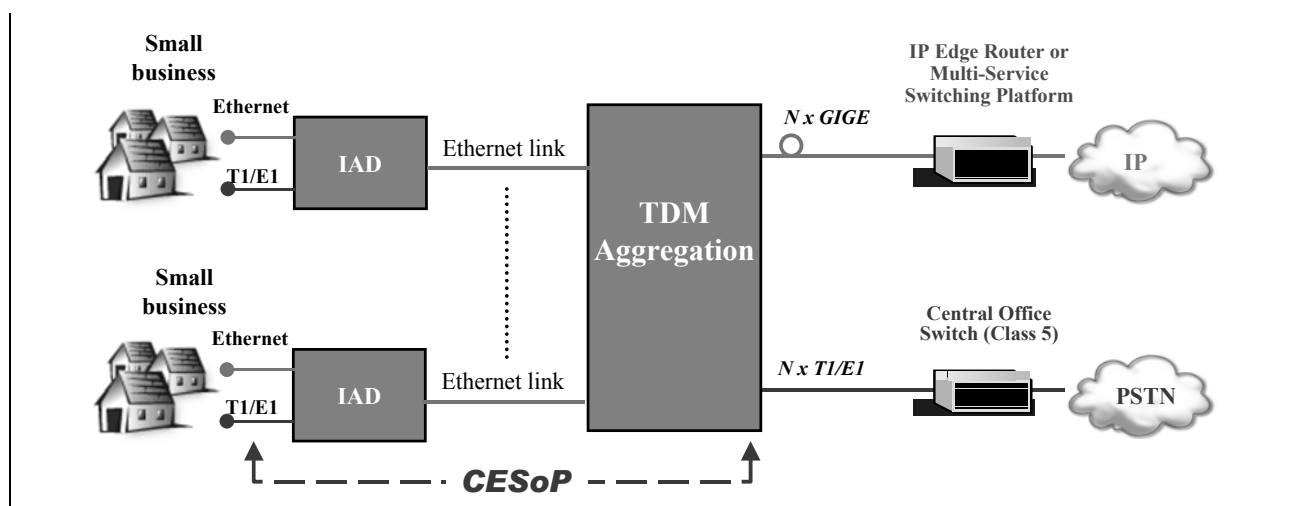 Small
business
Ethernet
T1/E1
IAD
Ethernet link
TDM
Aggregation
N x GIGE
IP Edge Router or
Multi-Service
Switching Platform
IP
Small
business
Ethernet
T1/E1
IAD
Ethernet link
N x T1/E1
Central Office
Switch (Class 5)
PSTN
CESoP